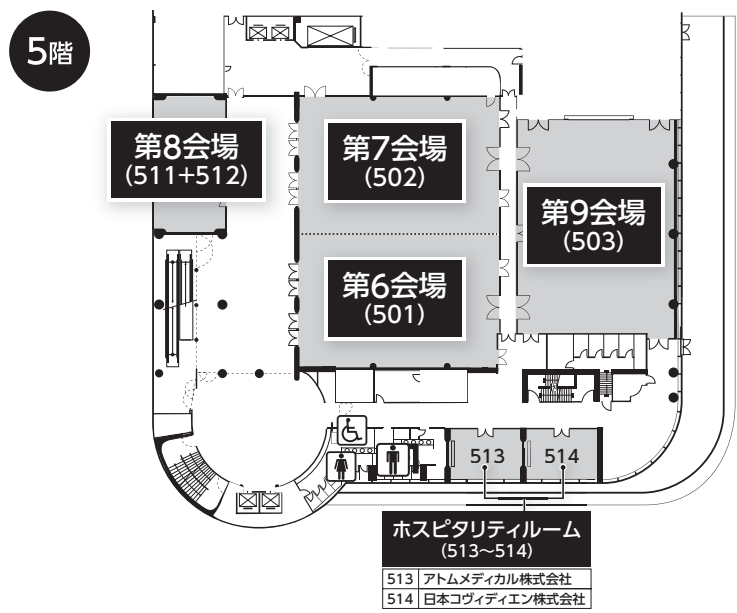 5階
第8会場
(511+512)
第7会場
(502)
第9会場
(503)
第6会場
(501)
513
514
ホスピタリティルーム
(513~514)
513 アトムメディカル株式会社
514 日本コヴィディエン株式会社